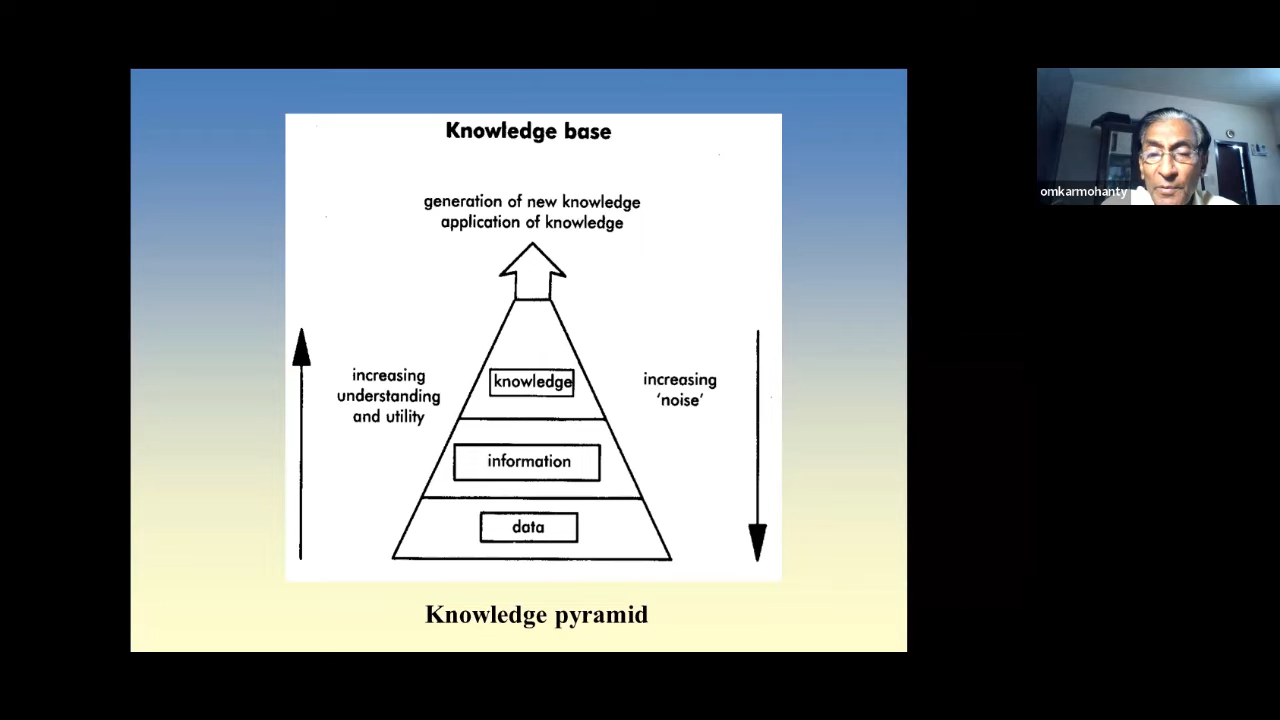 Knowledge base
generation of new knowledge
application of knowledge
increasing
understanding
and utility
knowledge
increasing
'noise'
information
data
Knowledge pyramid
omkarmohanty